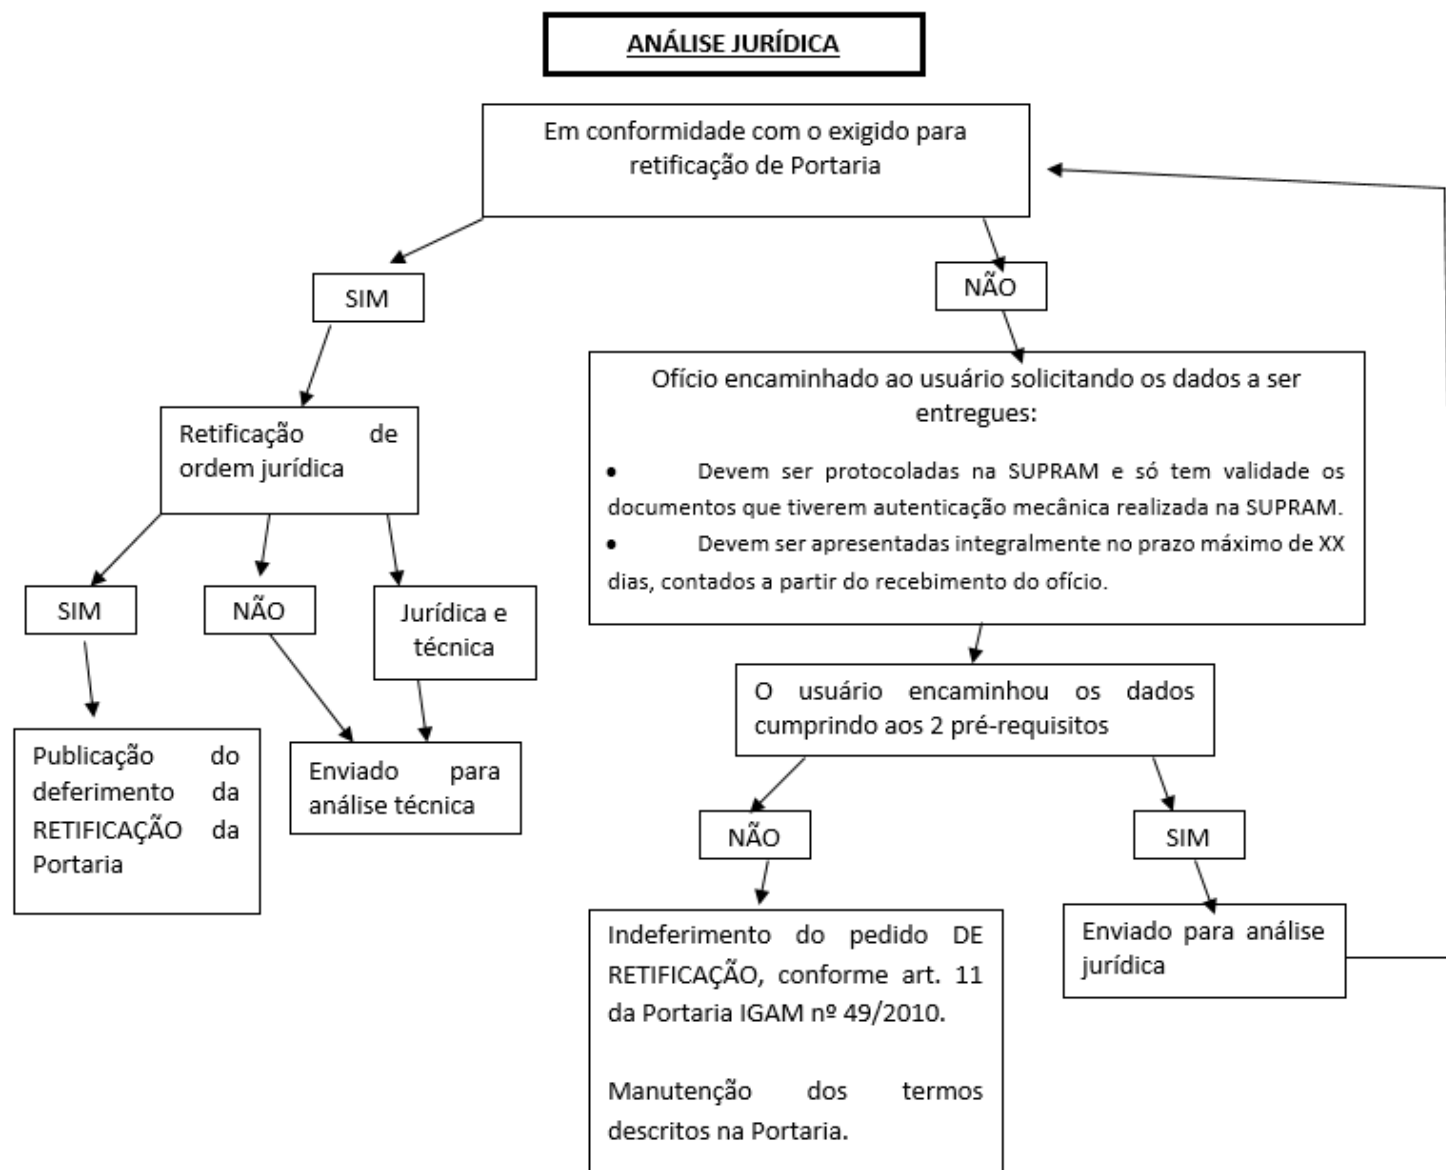 ANÁLISE JURÍDICA
Em conformidade com o exigido para
retificação de Portaria
SIM
NÃO
Retificação de
ordem jurídica
Ofício encaminhado ao usuário solicitando os dados a ser
entregues:
• Devem ser protocoladas na SUPRAM e só tem validade os
documentos que tiverem autenticação mecânica realizada na SUPRAM.
• Devem ser apresentadas integralmente no prazo máximo de XX
dias, contados a partir do recebimento do ofício.
SIM
NÃO
Jurídica e
técnica
O usuário encaminhou os dados
cumprindo aos 2 pré-requisitos
Publicação do
deferimento da
RETIFICAÇÃO da
Portaria
Enviado para
análise técnica
NÃO
SIM
Indeferimento do pedido DE
RETIFICAÇÃO, conforme art. 11
da Portaria IGAM nº 49/2010.
Manutenção dos termos
descritos na Portaria.
Enviado para análise
jurídica